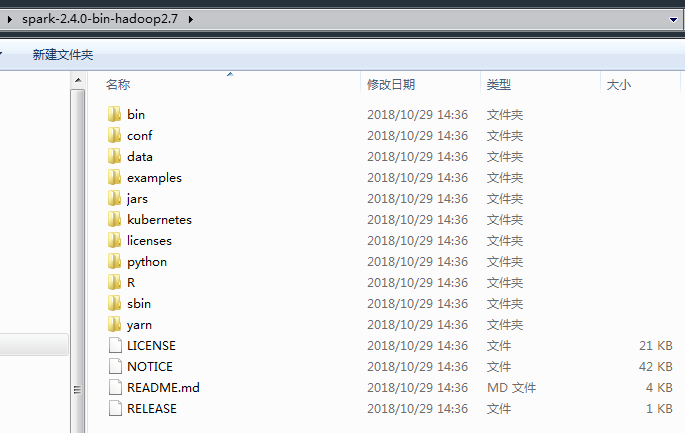 spark-2.4.0-bin-hadoop2.7
新建文件夹
名称 修改日期 类型 大小
bin 2018/10/29 14:36 文件夹
conf 2018/10/29 14:36 文件夹
data 2018/10/29 14:36 文件夹
examples 2018/10/29 14:36 文件夹
jars 2018/10/29 14:36 文件夹
kubernetes 2018/10/29 14:36 文件夹
licenses 2018/10/29 14:36 文件夹
python 2018/10/29 14:36 文件夹
R 2018/10/29 14:36 文件夹
sbin 2018/10/29 14:36 文件夹
yarn 2018/10/29 14:36 文件夹
LICENSE 2018/10/29 14:36 文件 21 KB
NOTICE 2018/10/29 14:36 文件 42 KB
README.md 2018/10/29 14:36 MD 文件 4 KB
RELEASE 2018/10/29 14:36 文件 1 KB